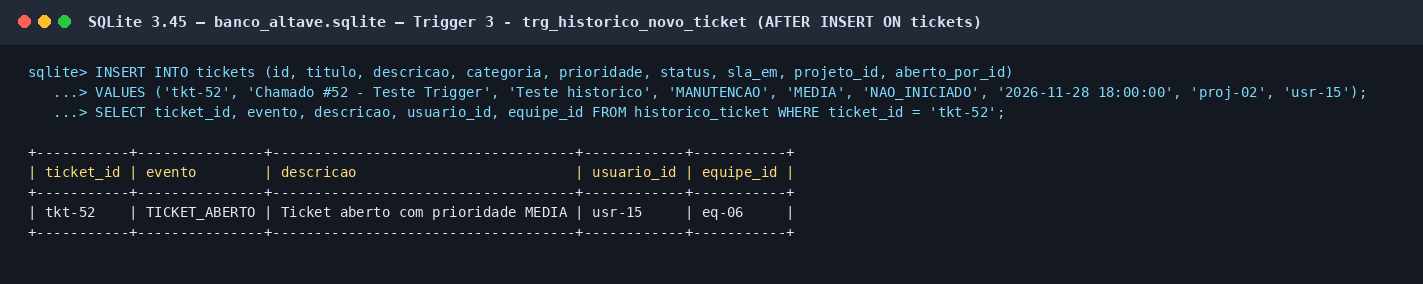 SQLite 3.45 — banco_altave.sqlite — Trigger 3 - trg_historico_novo_ticket (AFTER INSERT ON tickets)
sqlite> INSERT INTO tickets (id, titulo, descricao, categoria, prioridade, status, sla_em, projeto_id, aberto_por_id)
   ...> VALUES ('tkt-52', 'Chamado #52 - Teste Trigger', 'Teste historico', 'MANUTENCAO', 'MEDIA', 'NAO_INICIADO', '2026-11-28 18:00:00', 'proj-02', 'usr-15');
   ...> SELECT ticket_id, evento, descricao, usuario_id, equipe_id FROM historico_ticket WHERE ticket_id = 'tkt-52';
+-----------+---------------+------------------------------------+------------+-----------+
| ticket_id | evento        | descricao                          | usuario_id | equipe_id |
+-----------+---------------+------------------------------------+------------+-----------+
| tkt-52    | TICKET_ABERTO | Ticket aberto com prioridade MEDIA | usr-15     | eq-06     |
+-----------+---------------+------------------------------------+------------+-----------+